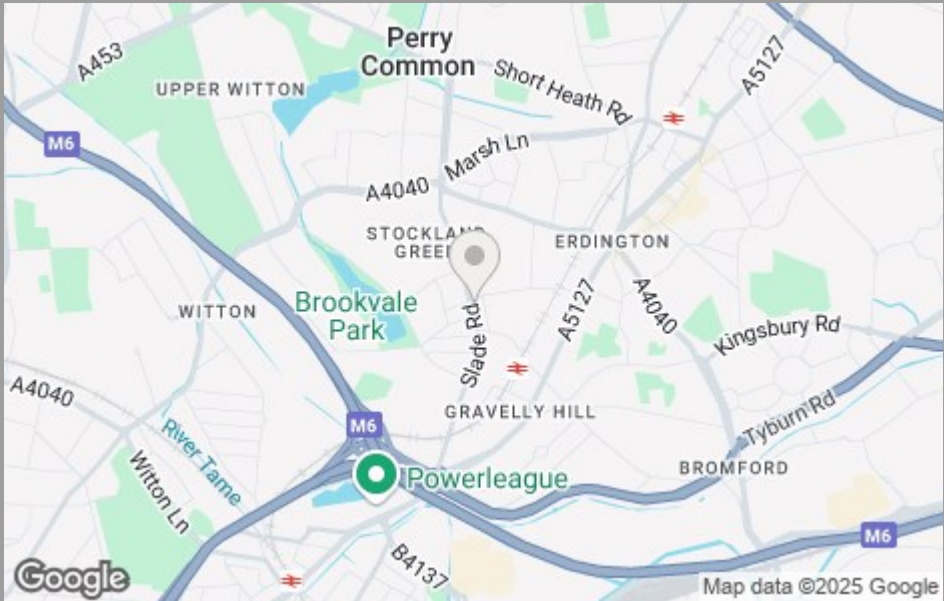 A453
Perry
Common
UPPER WITTON
Short Heath Rd
A5127
M6
Marsh Ln
A4040
STOCKLAND
GREEN
ERDINGTON
WITTON
Brookvale
Park
Slade Rd
A5127
A4040
Kingsbury Rd
A4040
River Tame
M6
GRAVELLY HILL
Tyburn Rd
Witton Ln
Powerleague
BROMFORD
M6
B4137
Google
Map data ©2025 Google